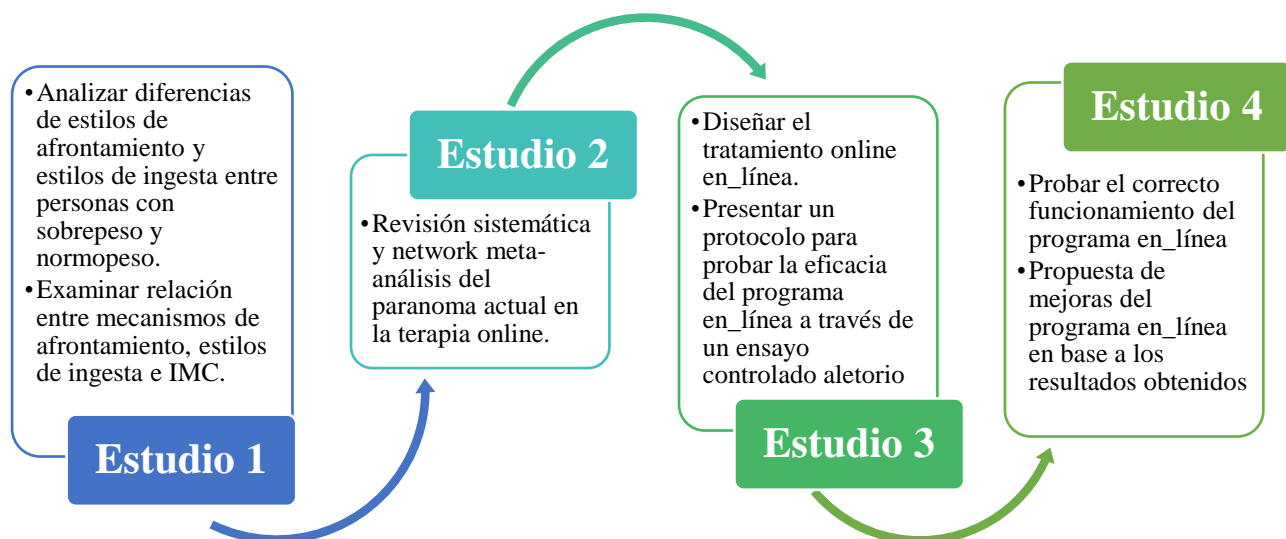 •Analizar diferencias
de estilos de
afrontamiento y
estilos de ingesta entre
personas con
sobrepeso y
normopeso.
•Examinar relación
entre mecanismos de
afrontamiento, estilos
de ingesta e IMC.
Estudio 1
Estudio 2
•Revisión sistemática
y network meta-
análisis del
paranoma actual en
la terapia online.
•Diseñar el
tratamiento online
en_línea.
•Presentar un
protocolo para
probar la eficacia
del programa
en_línea a través de
un ensayo
controlado aletorio
Estudio 3
Estudio 4
•Probar el correcto
funcionamiento del
programa en_línea
•Propuesta de
mejoras del
programa en_línea
en base a los
resultados obtenidos